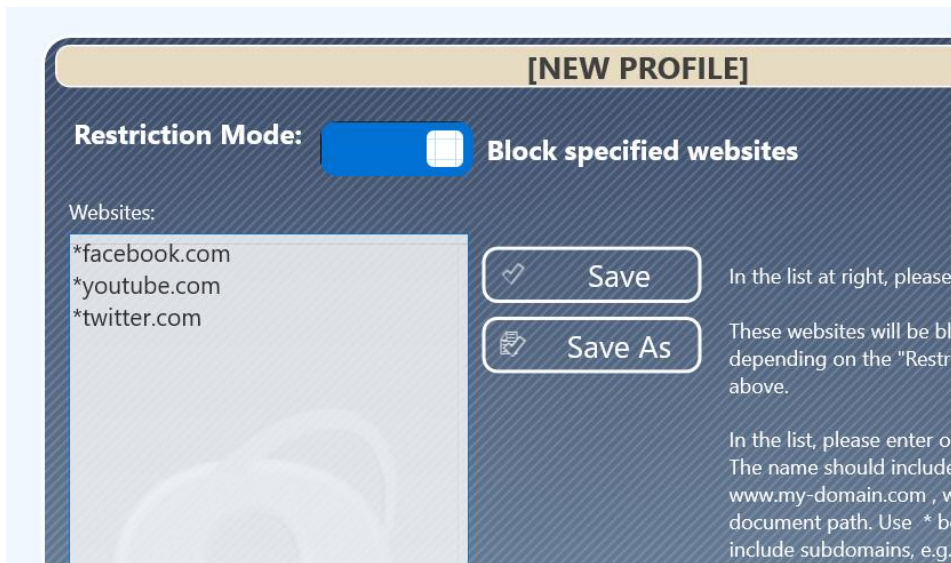 [NEW PROFILE]
Restriction Mode:
Block specified websites
Websites:
*facebook.com
*youtube.com
*twitter.com
Save
Save As
In the list at right, please
These websites will be bl
depending on the "Restr
above.
In the list, please enter o
The name should include
www.my-domain.com , w
document path. Use * b
include subdomains, e.g.